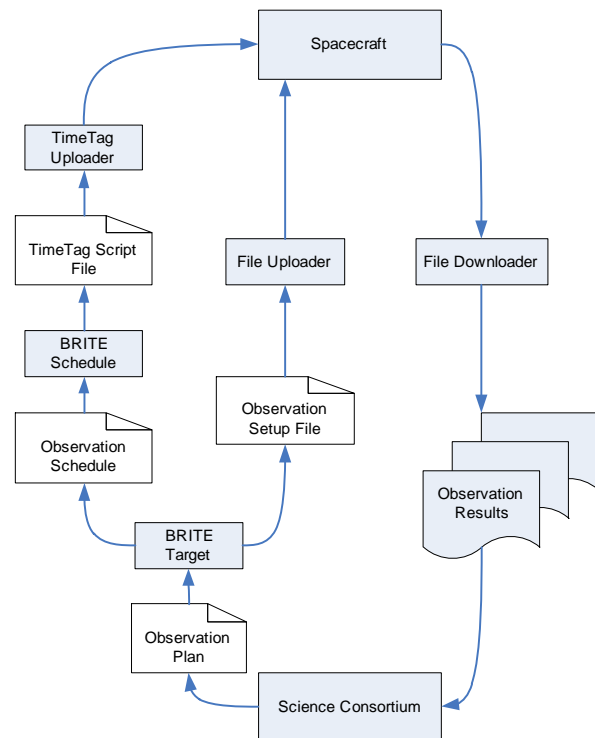 Spacecraft
TimeTag
Uploader
TimeTag Script
File
File Uploader
File Downloader
BRITE
Schedule
Observation
Setup File
Observation
Schedule
Observation
Results
BRITE
Target
Observation
Plan
Science Consortium